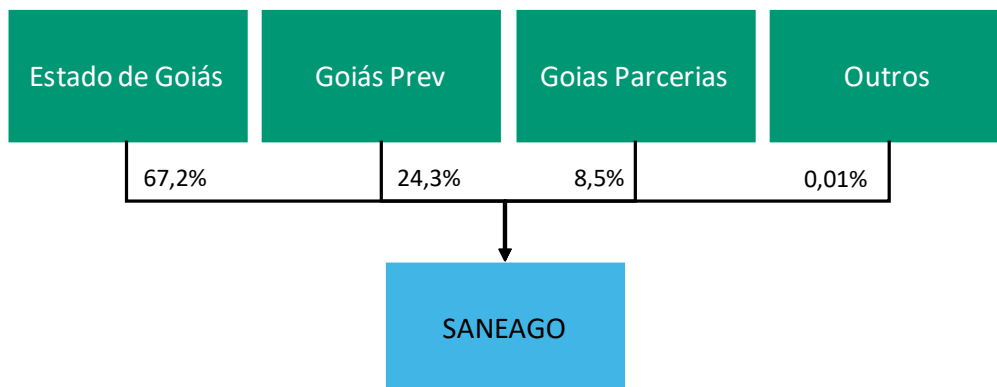 Estado de Goiás
Goiás Prev
Goias Parcerias
Outros
67,2%
24,3%
8,5%
0,01%
SANEAGO